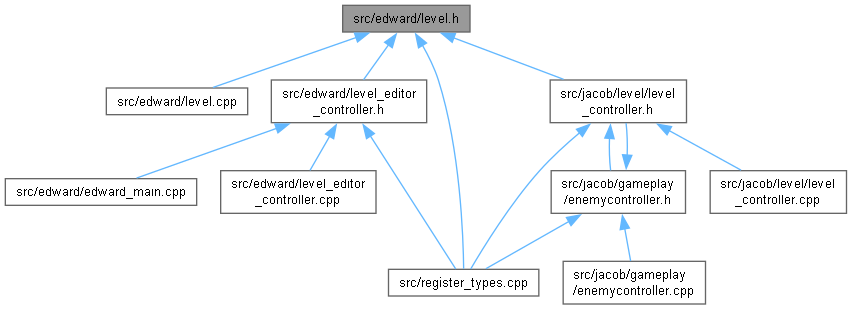 src/edward/level.h
src/edward/level.cpp
src/edward/level_editor
_controller.h
src/jacob/level/level
_controller.h
src/edward/edward_main.cpp
src/edward/level_editor
_controller.cpp
src/jacob/gameplay
/enemycontroller.h
src/jacob/level/level
_controller.cpp
src/register_types.cpp
src/jacob/gameplay
/enemycontroller.cpp